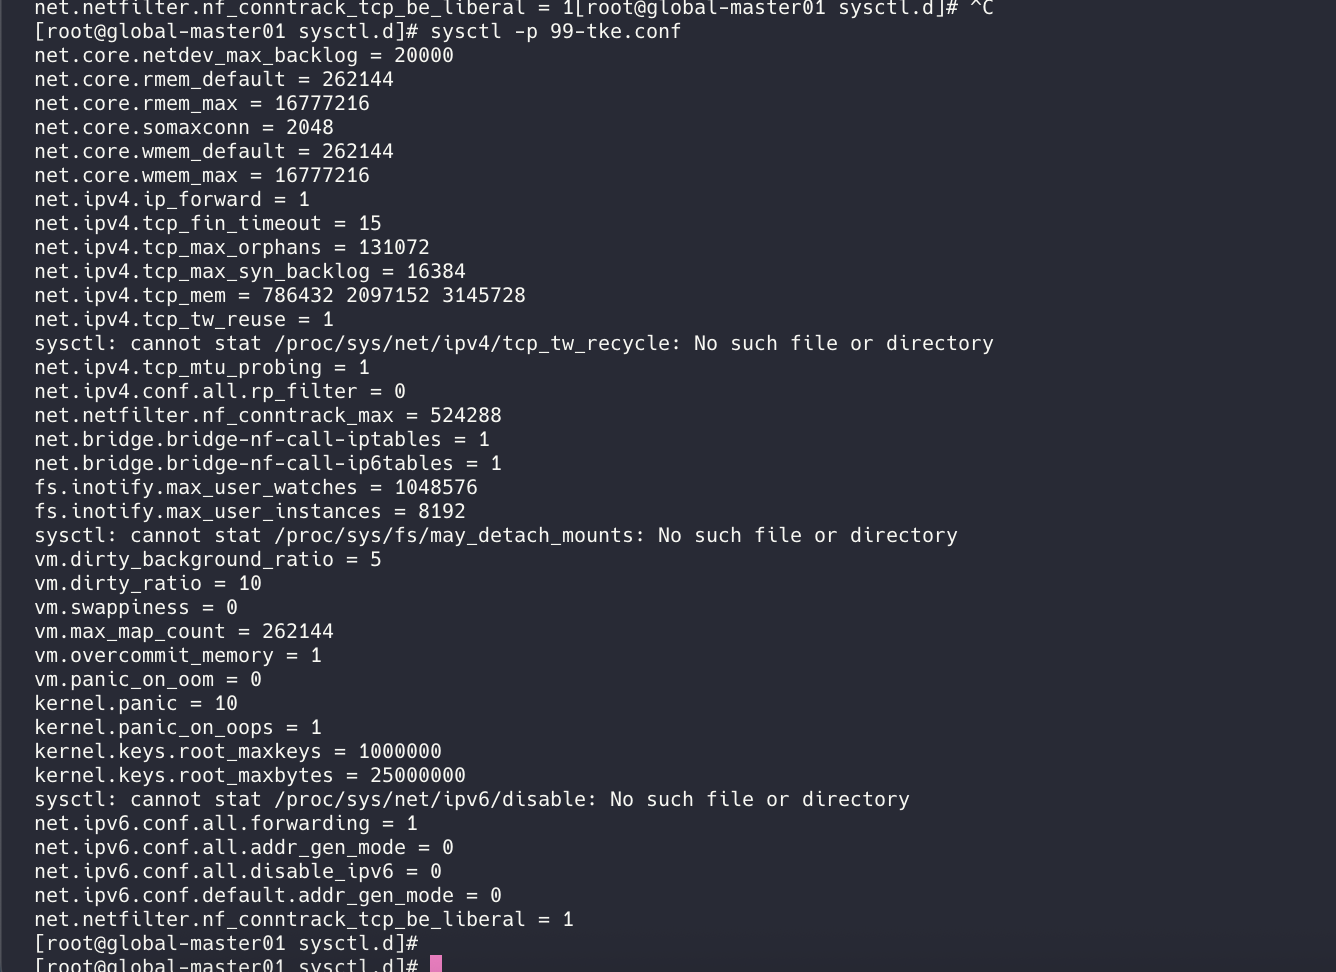 net.netfilter.nf_conntrack_tcp_be_liberal = 1[root@global-master01 sysctl.d]# ^C
[root@global-master01 sysctl.d]# sysctl -p 99-tke.conf
net.core.netdev_max_backlog = 20000
net.core.rmem_default = 262144
net.core.rmem_max = 16777216
net.core.somaxconn = 2048
net.core.wmem_default = 262144
net.core.wmem_max = 16777216
net.ipv4.ip_forward = 1
net.ipv4.tcp_fin_timeout = 15
net.ipv4.tcp_max_orphans = 131072
net.ipv4.tcp_max_syn_backlog = 16384
net.ipv4.tcp_mem = 786432 2097152 3145728
net.ipv4.tcp_tw_reuse = 1
sysctl: cannot stat /proc/sys/net/ipv4/tcp_tw_recycle: No such file or directory
net.ipv4.tcp_mtu_probing = 1
net.ipv4.conf.all.rp_filter = 0
net.netfilter.nf_conntrack_max = 524288
net.bridge.bridge-nf-call-iptables = 1
net.bridge.bridge-nf-call-ip6tables = 1
fs.inotify.max_user_watches = 1048576
fs.inotify.max_user_instances = 8192
sysctl: cannot stat /proc/sys/fs/may_detach_mounts: No such file or directory
vm.dirty_background_ratio = 5
vm.dirty_ratio = 10
vm.swappiness = 0
vm.max_map_count = 262144
vm.overcommit_memory = 1
vm.panic_on_oom = 0
kernel.panic = 10
kernel.panic_on_oops = 1
kernel.keys.root_maxkeys = 1000000
kernel.keys.root_maxbytes = 25000000
sysctl: cannot stat /proc/sys/net/ipv6/disable: No such file or directory
net.ipv6.conf.all.forwarding = 1
net.ipv6.conf.all.addr_gen_mode = 0
net.ipv6.conf.all.disable_ipv6 = 0
net.ipv6.conf.default.addr_gen_mode = 0
net.netfilter.nf_conntrack_tcp_be_liberal = 1
[root@global-master01 sysctl.d]#
[root@global-master01 sysctl.d]#